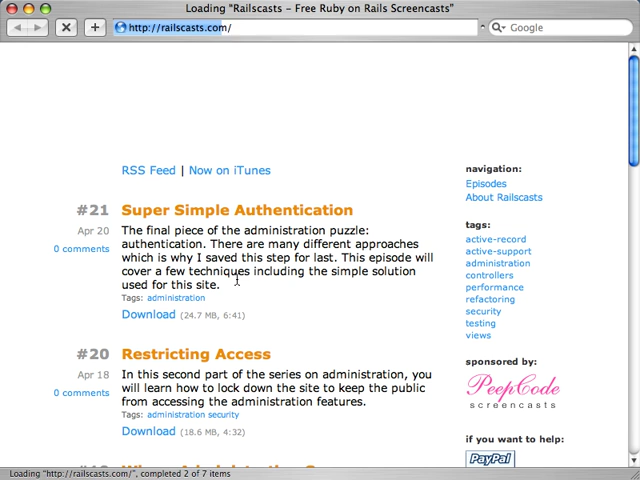 Loading "Railscasts – Free Ruby on Rails Screencasts"
http://railscasts.com/
Google
RSS Feed | Now on iTunes
#21 Super Simple Authentication
Apr 20
0 comments
The final piece of the administration puzzle:
authentication. There are many different approaches
which is why I saved this step for last. This episode will
cover a few techniques including the simple solution
used for this site.
Tags: administration
Download (24.7 MB, 6:41)
#20 Restricting Access
Apr 18
0 comments
In this second part of the series on administration, you
will learn how to lock down the site to keep the public
from accessing the administration features.
Tags: administration security
Download (18.6 MB, 4:32)
navigation:
Episodes
About Railscasts
tags:
active-record
active-support
administration
controllers
performance
refactoring
security
testing
views
sponsored by:
PeepCode
screencasts
if you want to help:
PayPal
Loading "http://railscasts.com/", completed 2 of 7 items